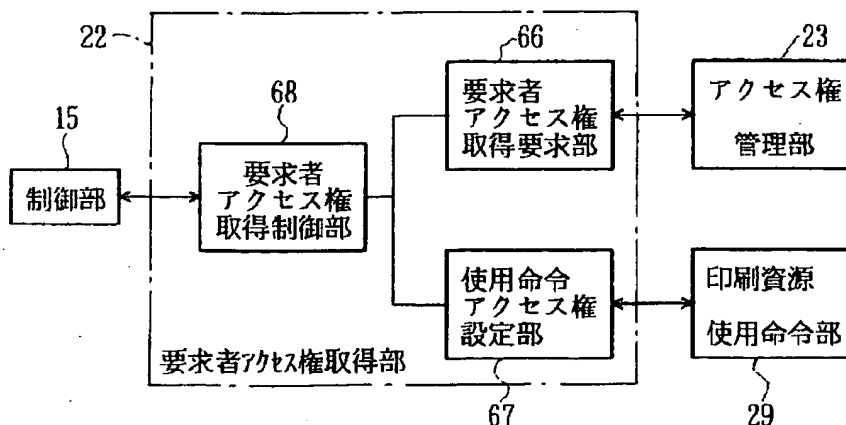 22
66
23
68
15
要求者
アクセス権
取得要求部
アクセス権
管理部
制御部
要求者
アクセス権
取得制御部
使用命令
アクセス権
設定部
印刷資源
使用命令部
要求者アクセス権取得部
67
29